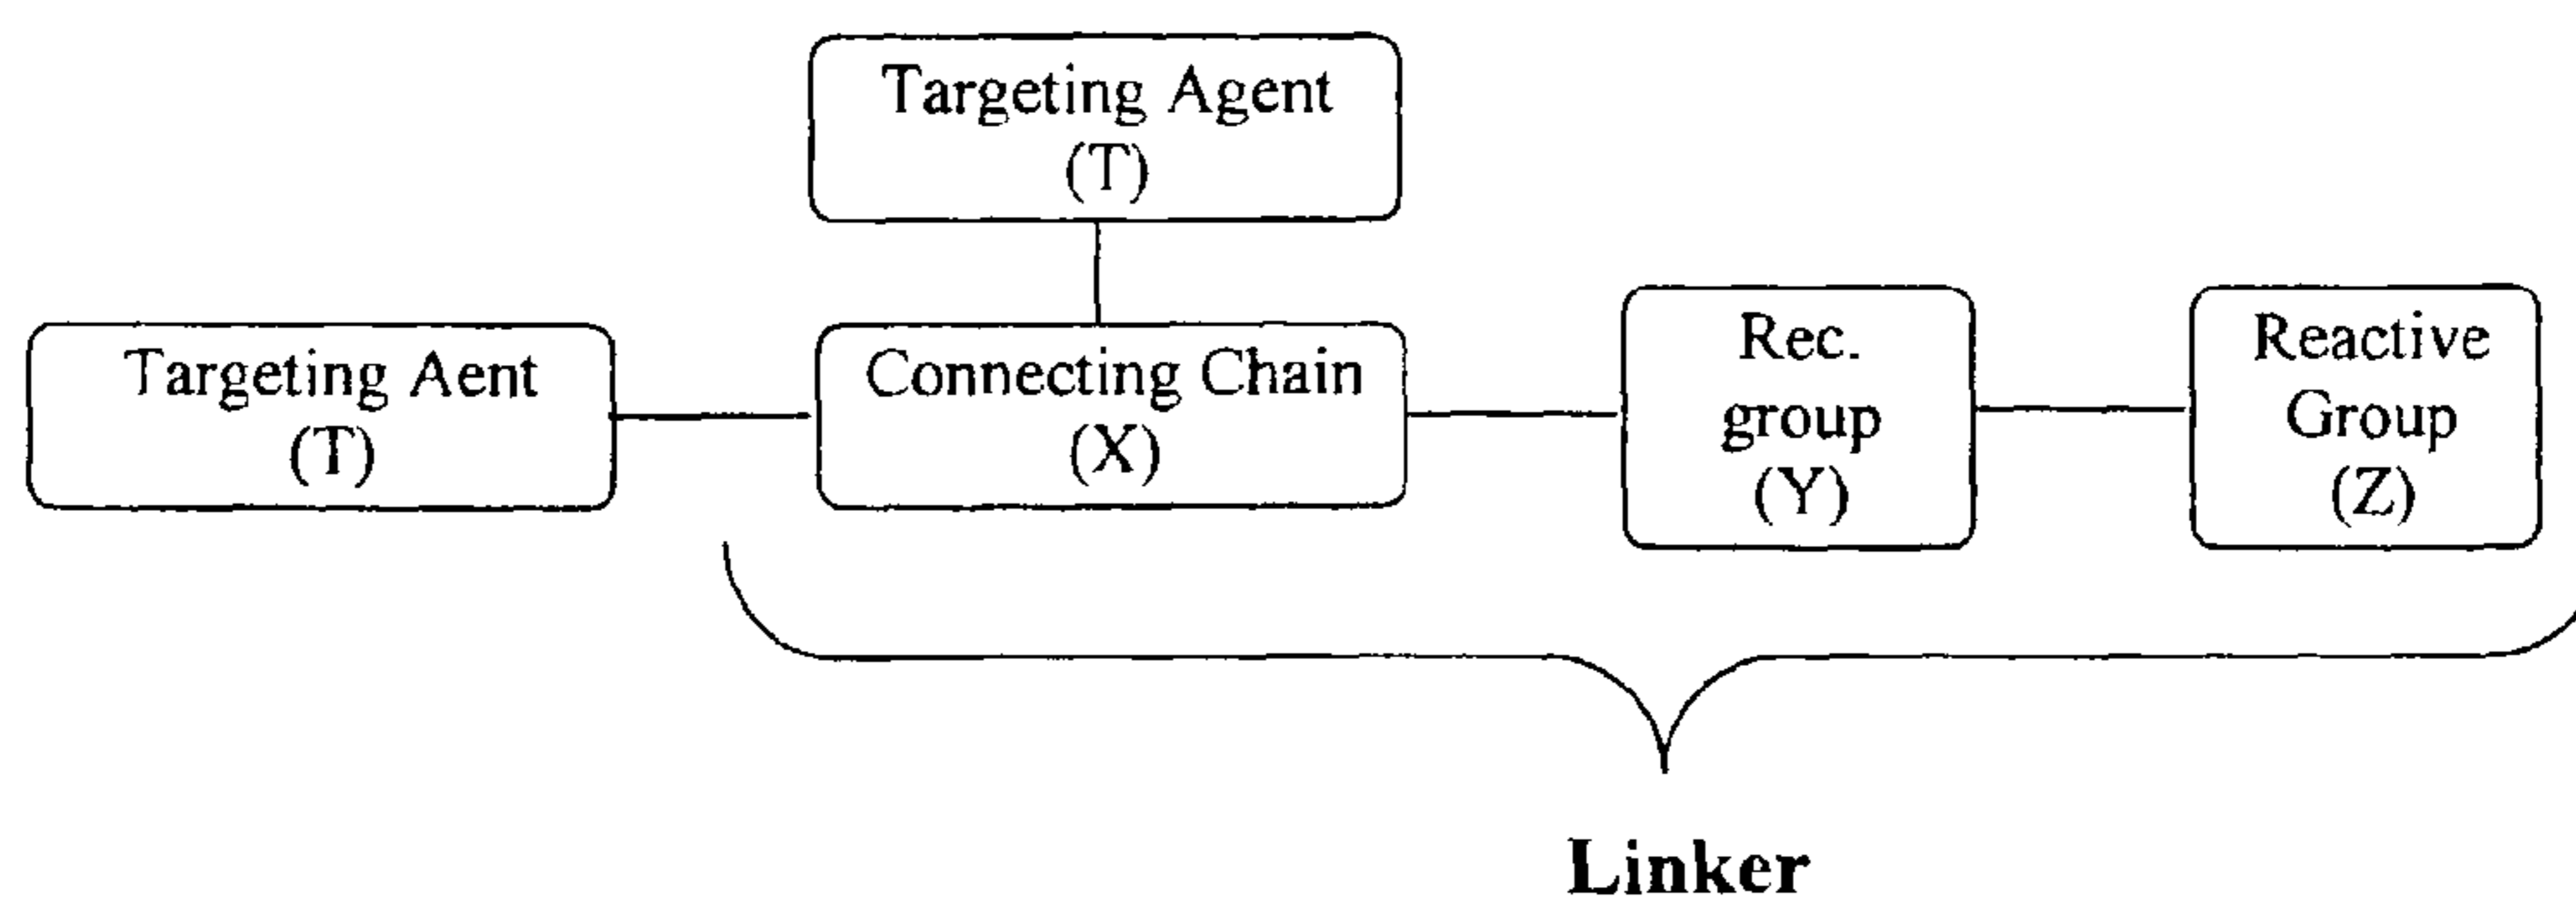 Targeting Agent
(T)
Targeting Aent
(T)
Connecting Chain
(X)
Rec.
group
(Y)
Reactive
Group
(Z)
Linker